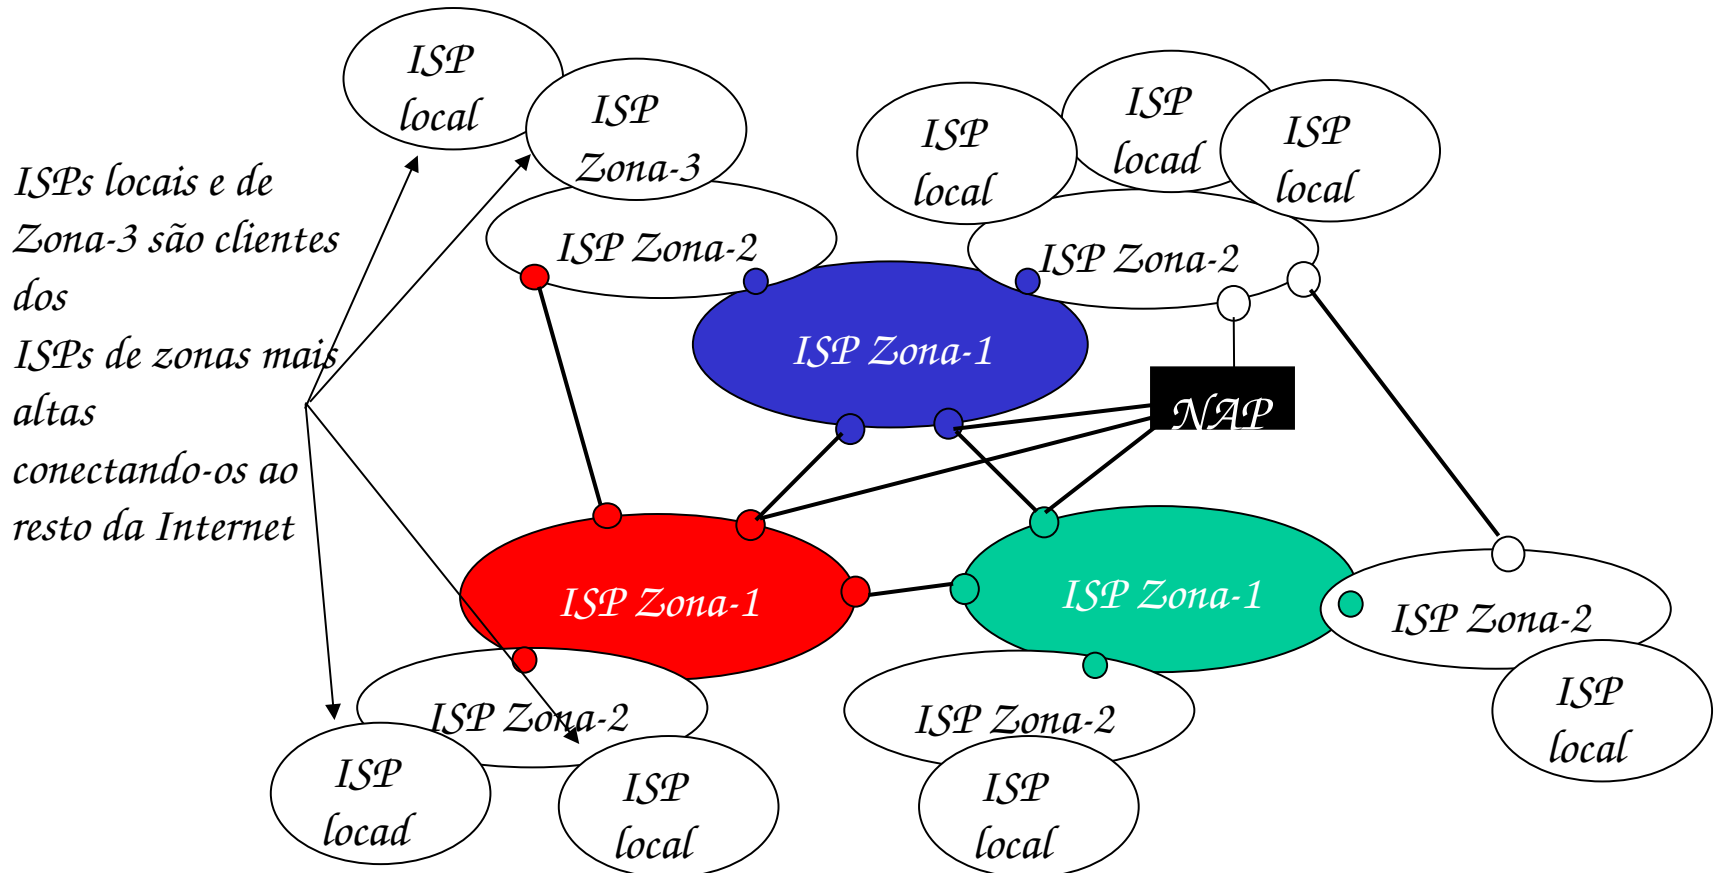 ISP
local
ISP
Zona-3
ISP
local
ISP
locad
ISP
local
ISPs locais e de
Zona-3 são clientes
dos
ISPs de zonas mais
altas
conectando-os ao
resto da Internet
ISP Zona-2
ISP Zona-2
ISP Zona-1
NAP
ISP Zona-1
ISP Zona-1
ISP Zona-2
ISP Zona-2
ISP Zona-2
ISP
local
ISP
locad
ISP
local
ISP
local